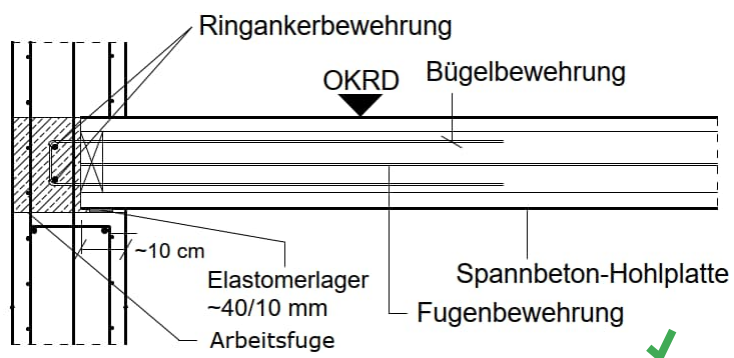 Ringankerbewehrung
OKRD
Bügelbewehrung
~10 cm
Elastomerlager
~40/10 mm
Arbeitsfuge
Spannbeton-Hohlplatte
Fugenbewehrung